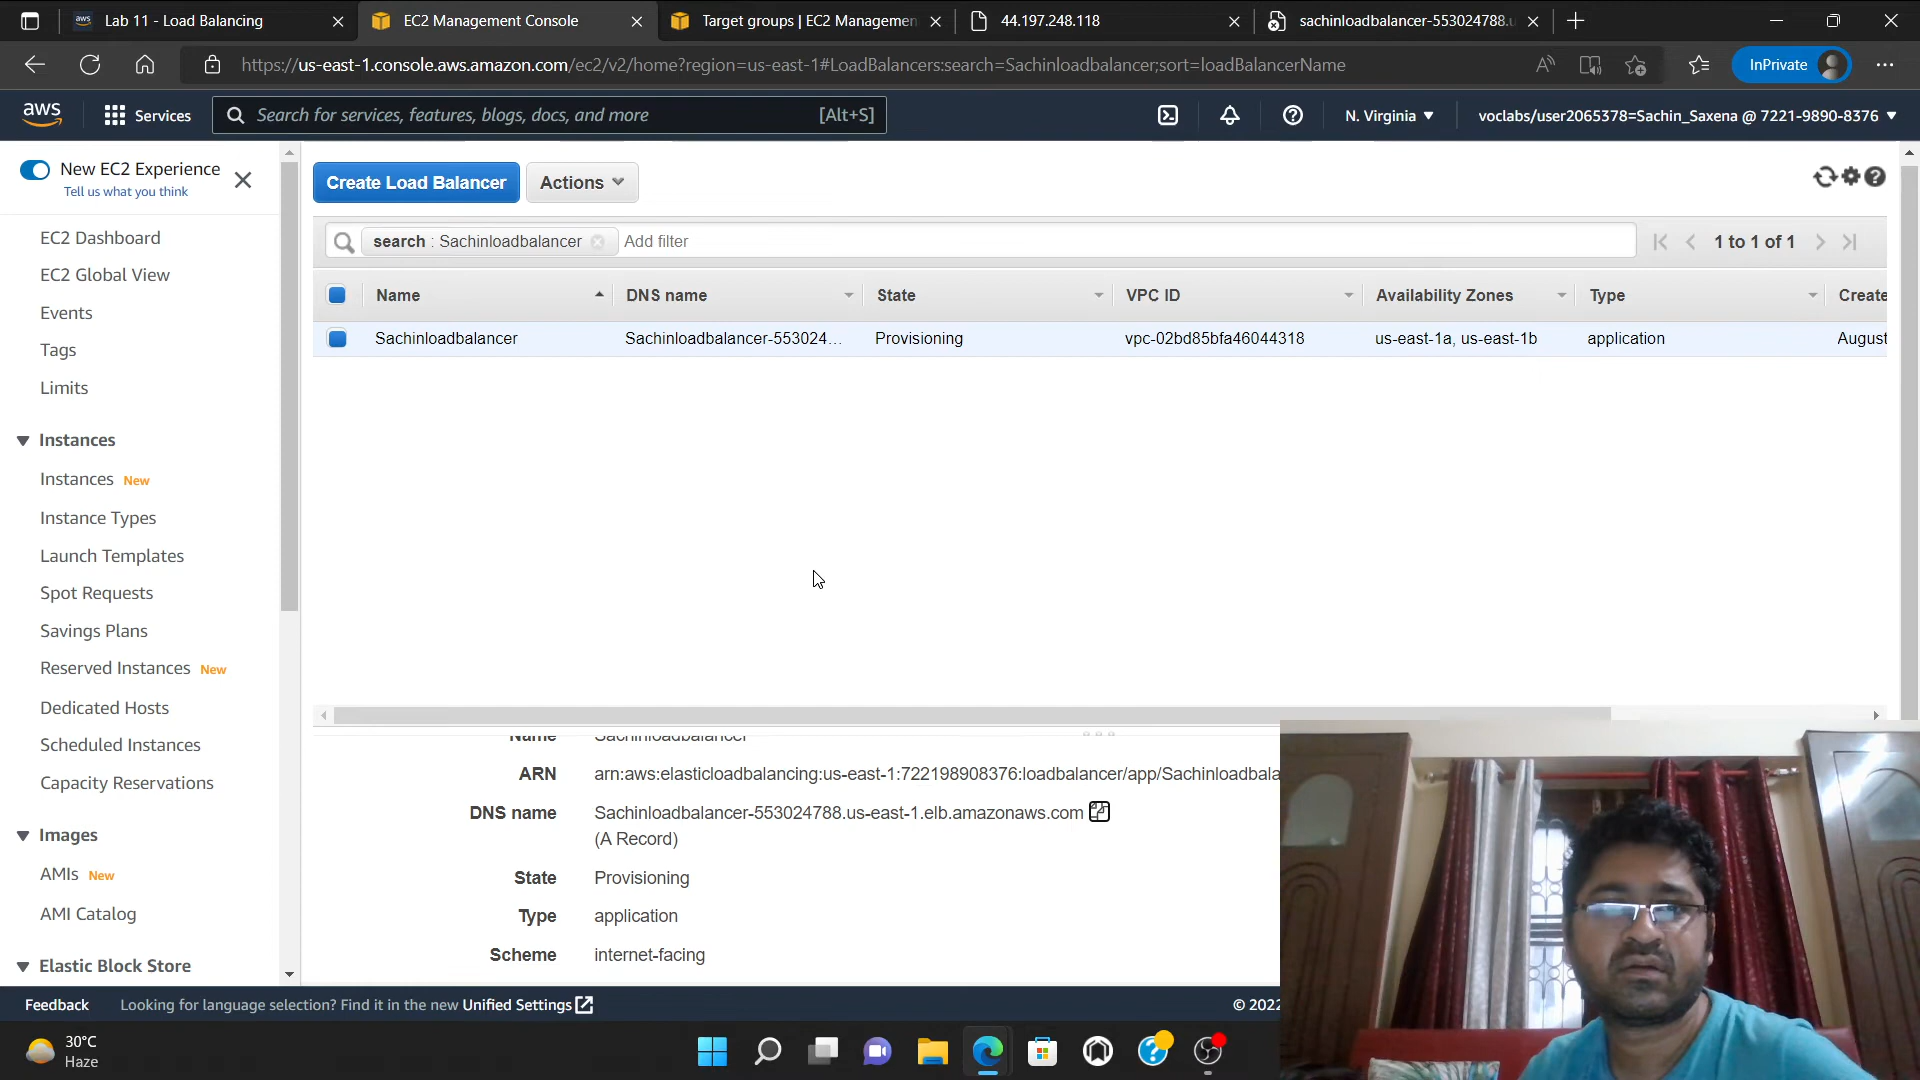 Lab 11 - Load Balancing
EC2 Management Console
Target groups | EC2 Managemen
44.197.248.118
sachinloadbalancer-553024788.u
https://us-east-1.console.aws.amazon.com/ec2/v2/home?region=us-east-1#LoadBalancers:search=Sachinloadbalancer;sort=loadBalancerName
InPrivate
aws
Services
Search for services, features, blogs, docs, and more
[Alt+S]
N. Virginia
voclabs/user2065378=Sachin_Saxena @ 7221-9890-8376
New EC2 Experience
Tell us what you think
EC2 Dashboard
EC2 Global View
Events
Tags
Limits
Instances
Instances New
Instance Types
Launch Templates
Spot Requests
Savings Plans
Reserved Instances New
Dedicated Hosts
Scheduled Instances
Capacity Reservations
Images
AMIs New
AMI Catalog
Elastic Block Store
Create Load Balancer
Actions
search : Sachinloadbalancer
Add filter
1 to 1 of 1
Name
DNS name
State
VPC ID
Availability Zones
Type
Create
Sachinloadbalancer
Sachinloadbalancer-553024...
Provisioning
vpc-02bd85bfa46044318
us-east-1a, us-east-1b
application
August
Name Sachinloadbalancer
ARN arn:aws:elasticloadbalancing:us-east-1:722198908376:loadbalancer/app/Sachinloadbala
DNS name Sachinloadbalancer-553024788.us-east-1.elb.amazonaws.com
(A Record)
State Provisioning
Type application
Scheme internet-facing
Feedback
Looking for language selection? Find it in the new Unified Settings
© 2022
30°C
Haze